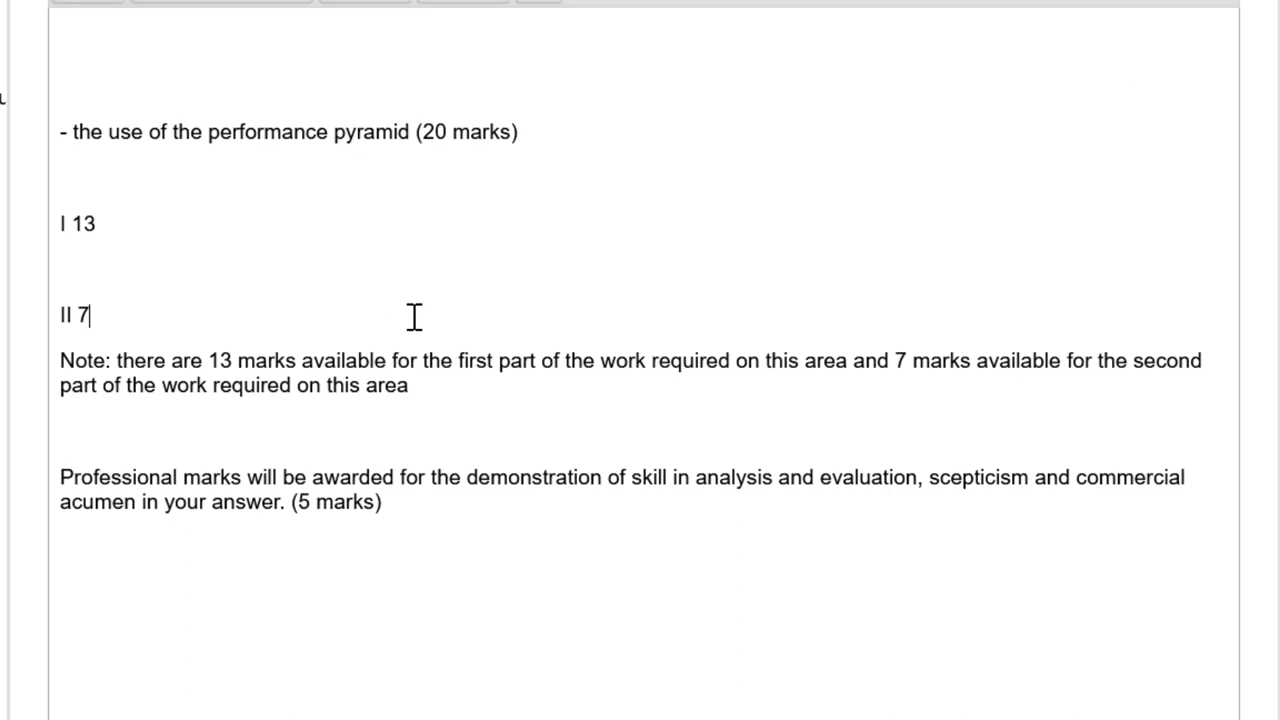 - the use of the performance pyramid (20 marks)
I 13
II 7
Note: there are 13 marks available for the first part of the work required on this area and 7 marks available for the second
part of the work required on this area
Professional marks will be awarded for the demonstration of skill in analysis and evaluation, scepticism and commercial
acumen in your answer. (5 marks)